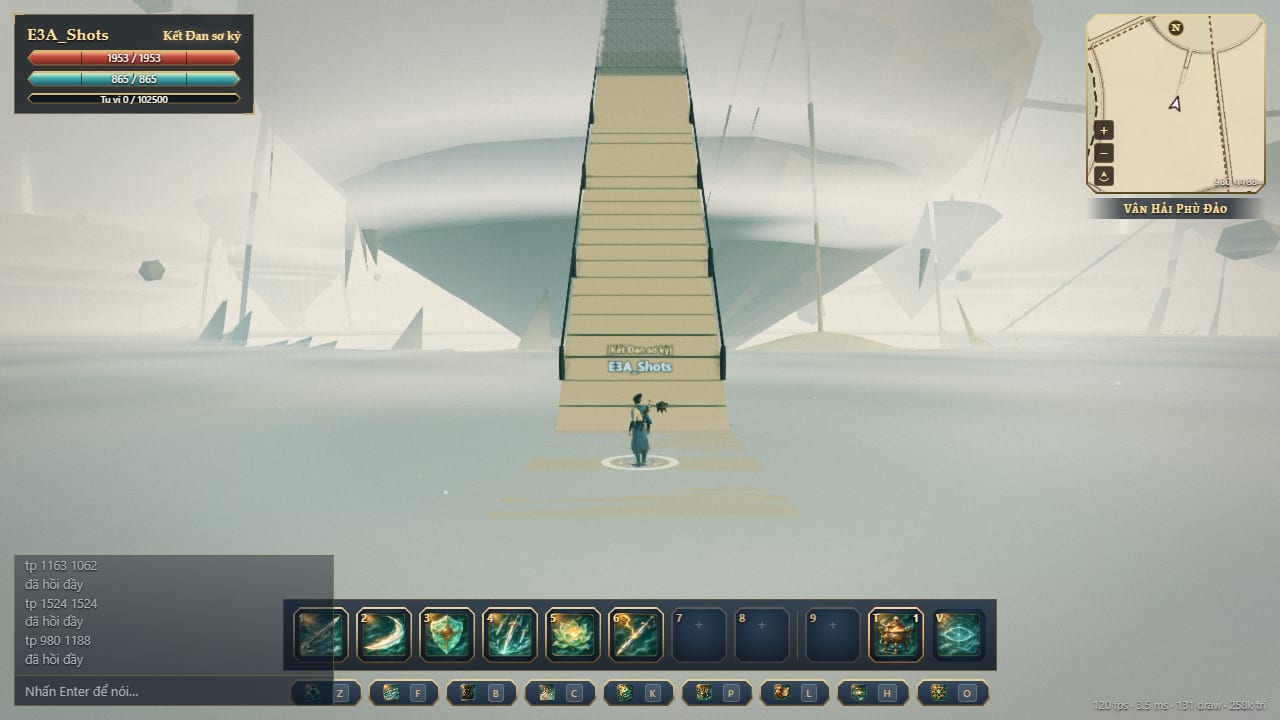 E3A_Shots
Kết Đan sơ kỳ
1953 / 1953
865 / 865
Tu vi 0 / 102500
N
+
−
Vân Hải Phù Đảo
[Kết Đan sơ kỳ]
E3A_Shots
tp 1163 1062
đã hồi đầy
tp 1524 1524
đã hồi đầy
tp 980 1188
đã hồi đầy
Nhấn Enter để nói...
1 2 3 4 5 6 7 + 8 + 9 + T 1 V
Z F B C K P L H O
120 fps · 3.5 ms · 131 draw · 258k tri